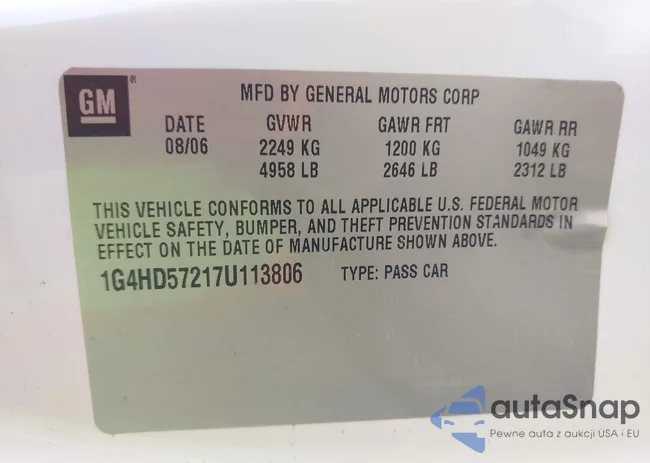 GM®
MFD BY GENERAL MOTORS CORP
DATE GVWR GAWR FRT GAWR RR
08/06 2249 KG 1200 KG 1049 KG
4958 LB 2646 LB 2312 LB
THIS VEHICLE CONFORMS TO ALL APPLICABLE U.S. FEDERAL MOTOR
VEHICLE SAFETY, BUMPER, AND THEFT PREVENTION STANDARDS IN
EFFECT ON THE DATE OF MANUFACTURE SHOWN ABOVE.
1G4HD57217U113806 TYPE: PASS CAR
autaSnap
Pewne auta z aukcji USA i EU